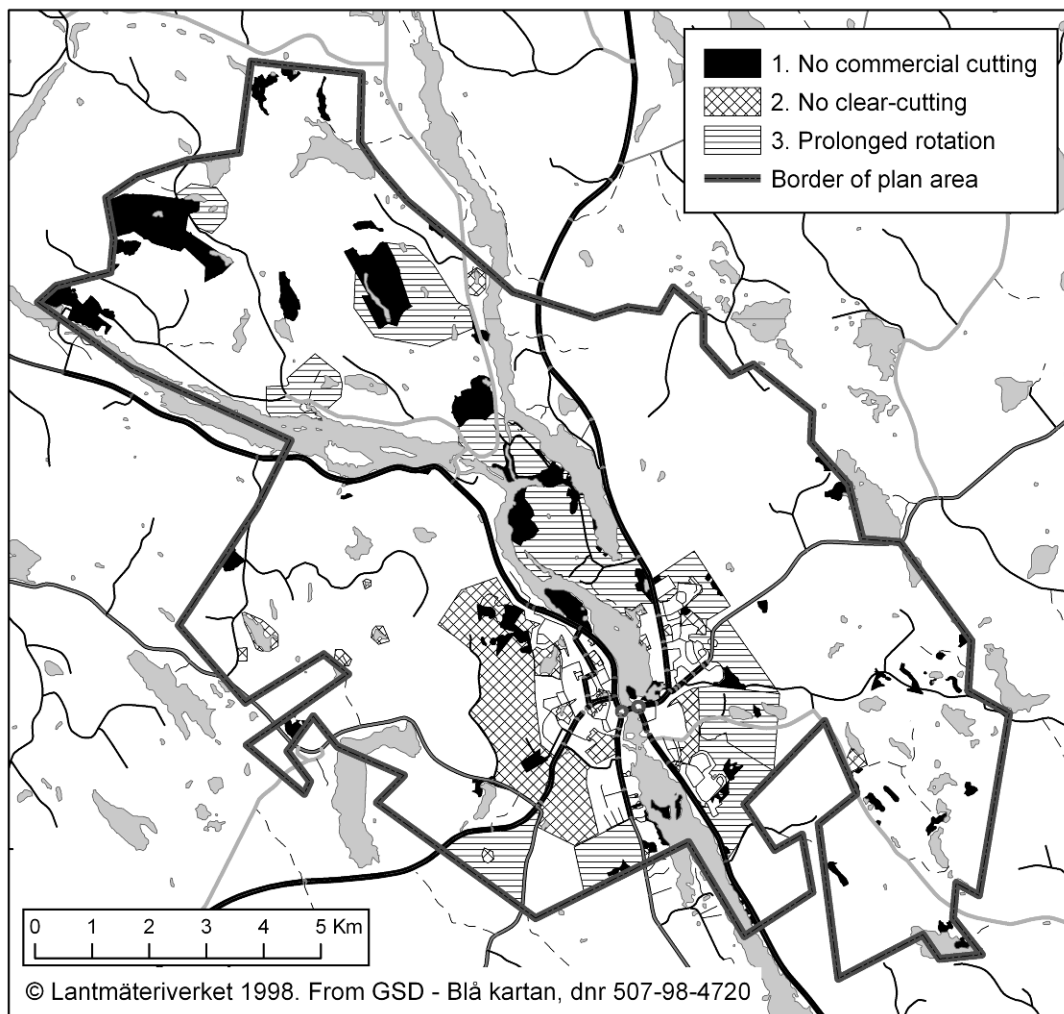 1. No commercial cutting
2. No clear-cutting
3. Prolonged rotation
Border of plan area
0 1 2 3 4 5 Km
© Lantmäteriverket 1998. From GSD - Blå kartan, dnr 507-98-4720